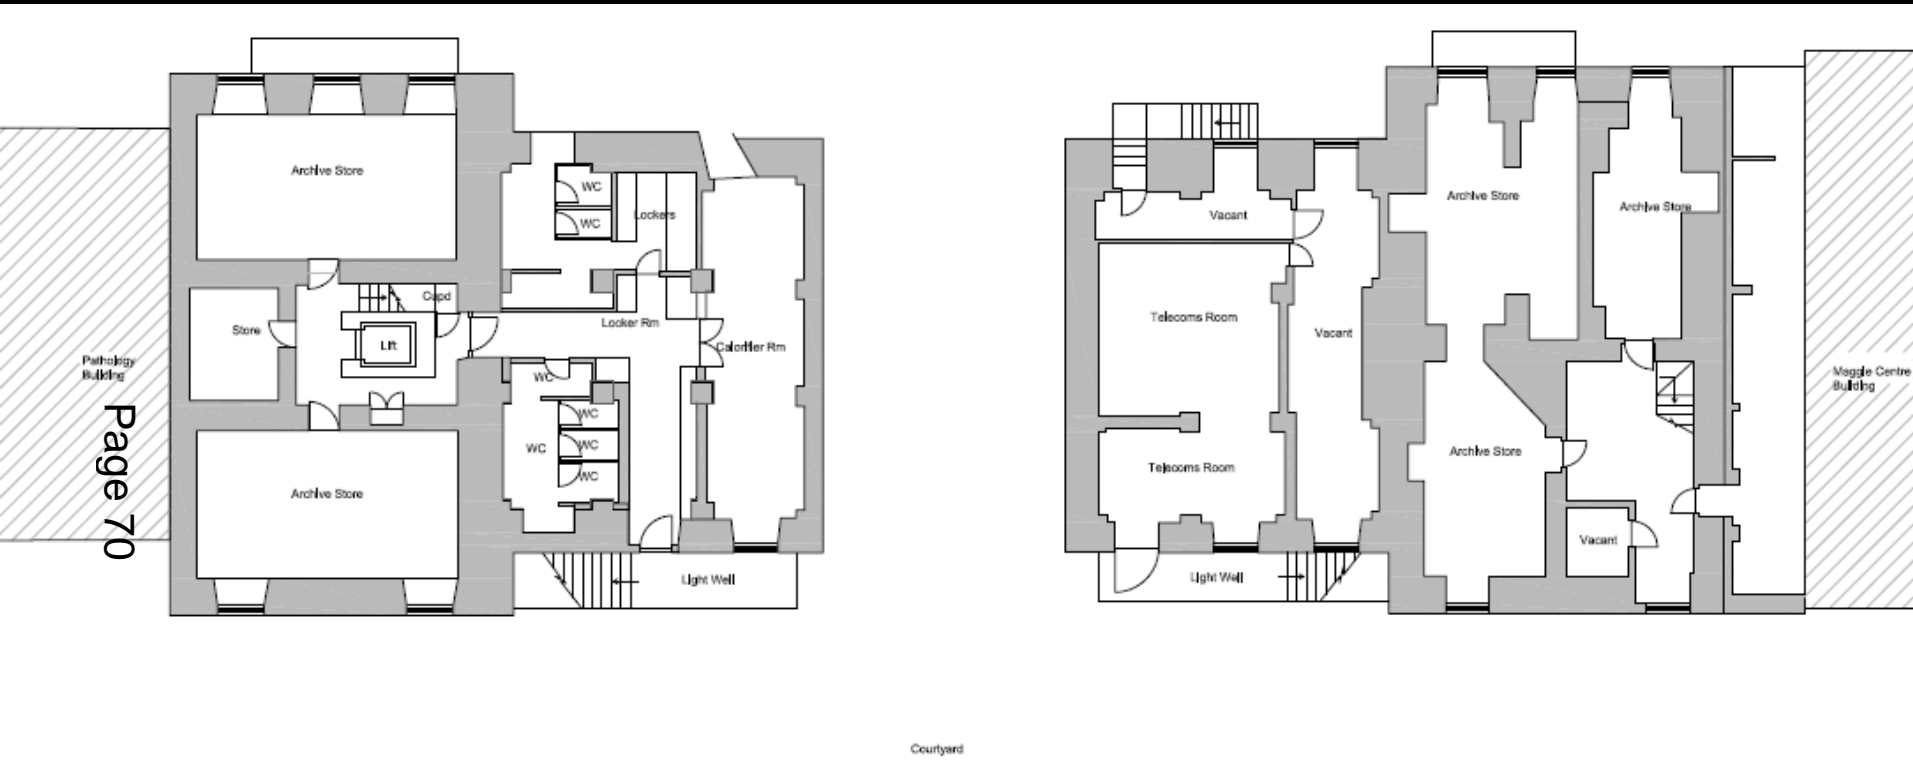 Archive Store
WC
WC
Lockers
Cupd
Store
Lift
Locker Rm
Calorifier Rm
Pathology
Building
WC
WC
WC
WC
WC
Archive Store
Light Well
Page 70
Vacant
Archive Store
Archive Store
Telecoms Room
Vacant
Maggie Centre
Building
Telecoms Room
Archive Store
Vacant
Light Well
Courtyard